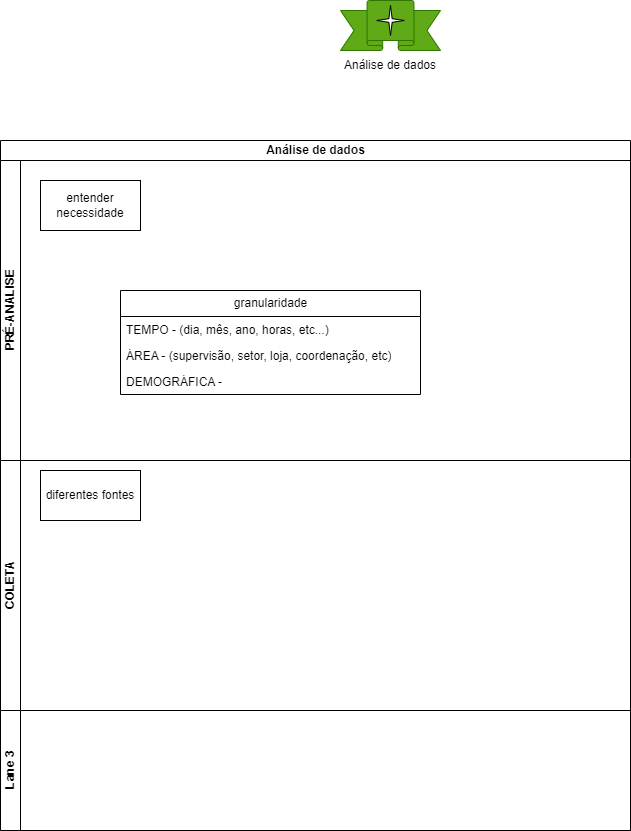 Análise de dados
Análise de dados
PRÉ-ANÁLISE
entender
necessidade
granularidade
TEMPO - (dia, mês, ano, horas, etc...)
ÁREA - (supervisão, setor, loja, coordenação, etc)
DEMOGRÁFICA -
COLETA
diferentes fontes
Lane 3